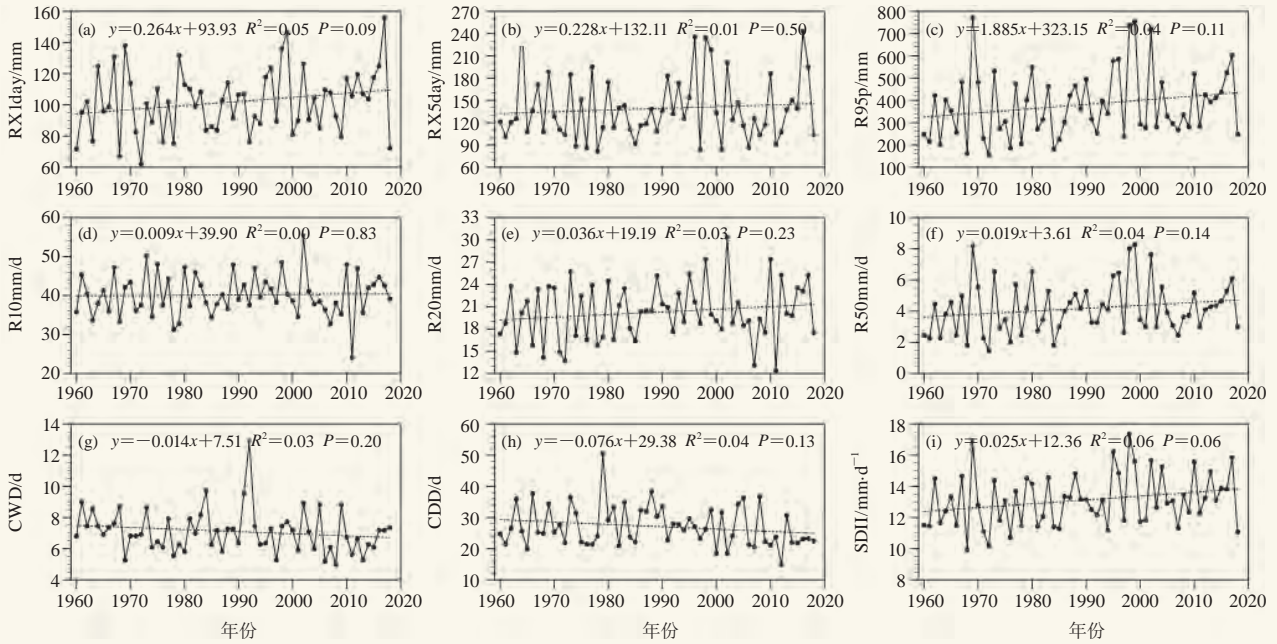 (a) y=0.264x+93.93 R²=0.05 P=0.09
RX1day/mm
160
140
120
100
80
60
1960 1970 1980 1990 2000 2010 2020
(b) y=0.228x+132.11 R²=0.01 P=0.50
RX5day/mm
270
240
210
180
150
120
90
60
1960 1970 1980 1990 2000 2010 2020
(c) y=1.885x+323.15 R²=0.04 P=0.11
R95p/mm
800
700
600
500
400
300
200
100
1960 1970 1980 1990 2000 2010 2020
(d) y=0.009x+39.90 R²=0.00 P=0.83
R10mm/d
60
50
40
30
20
1960 1970 1980 1990 2000 2010 2020
(e) y=0.036x+19.19 R²=0.03 P=0.23
R20mm/d
33
30
27
24
21
18
15
12
1960 1970 1980 1990 2000 2010 2020
(f) y=0.019x+3.61 R²=0.04 P=0.14
R50mm/d
10
8
6
4
2
0
1960 1970 1980 1990 2000 2010 2020
(g) y=−0.014x+7.51 R²=0.03 P=0.20
CWD/d
14
12
10
8
6
4
1960 1970 1980 1990 2000 2010 2020
年份
(h) y=−0.076x+29.38 R²=0.04 P=0.13
CDD/d
60
50
40
30
20
10
1960 1970 1980 1990 2000 2010 2020
年份
(i) y=0.025x+12.36 R²=0.06 P=0.06
SDII/mm·d⁻¹
18
16
14
12
10
8
1960 1970 1980 1990 2000 2010 2020
年份